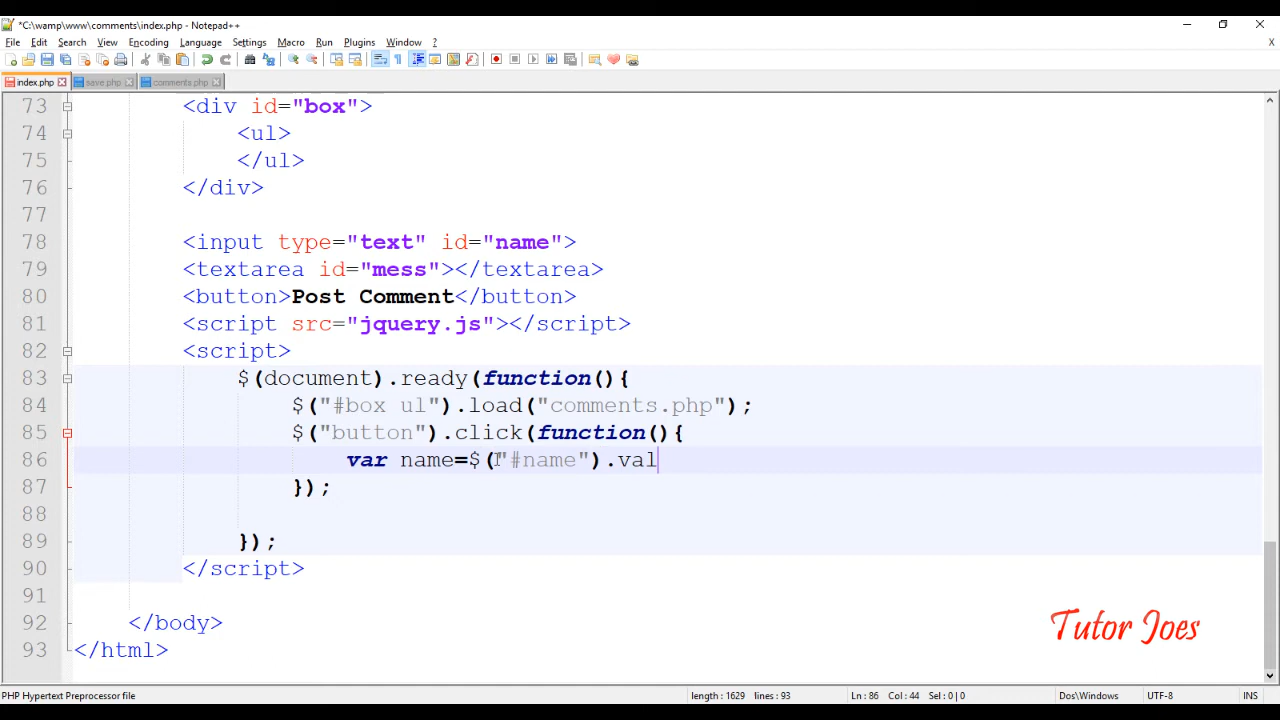 *C:\wamp\www\comments\index.php - Notepad++
File Edit Search View Encoding Language Settings Macro Run Plugins Window ? X
index.php save.php comments.php
73 <div id="box">
74 <ul>
75 </ul>
76 </div>
77
78 <input type="text" id="name">
79 <textarea id="mess"></textarea>
80 <button>Post Comment</button>
81 <script src="jquery.js"></script>
82 <script>
83 $(document).ready(function(){
84 $("#box ul").load("comments.php");
85 $("button").click(function(){
86 var name=$("#name").val
87 });
88
89 });
90 </script>
91
92 </body>
93 </html>
Tutor Joes
PHP Hypertext Preprocessor file length : 1629 lines : 93 Ln : 86 Col : 44 Sel : 0 | 0 Dos\Windows UTF-8 INS